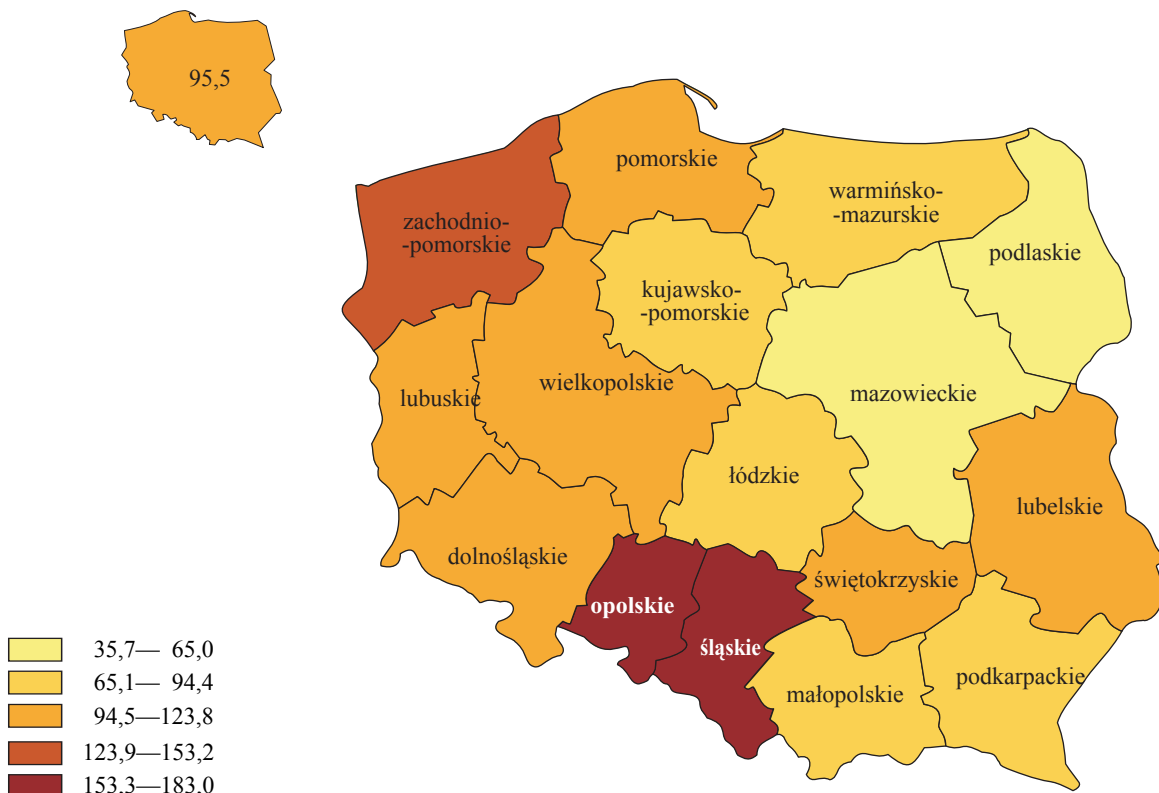 95,5
pomorskie
warmińsko-
-mazurskie
zachodnio-
-pomorskie
podlaskie
kujawsko-
-pomorskie
wielkopolskie
lubuskie
mazowieckie
łódzkie
lubelskie
dolnośląskie
świętokrzyskie
opolskie
śląskie
podkarpackie
małopolskie
35,7— 65,0
65,1— 94,4
94,5—123,8
123,9—153,2
153,3—183,0